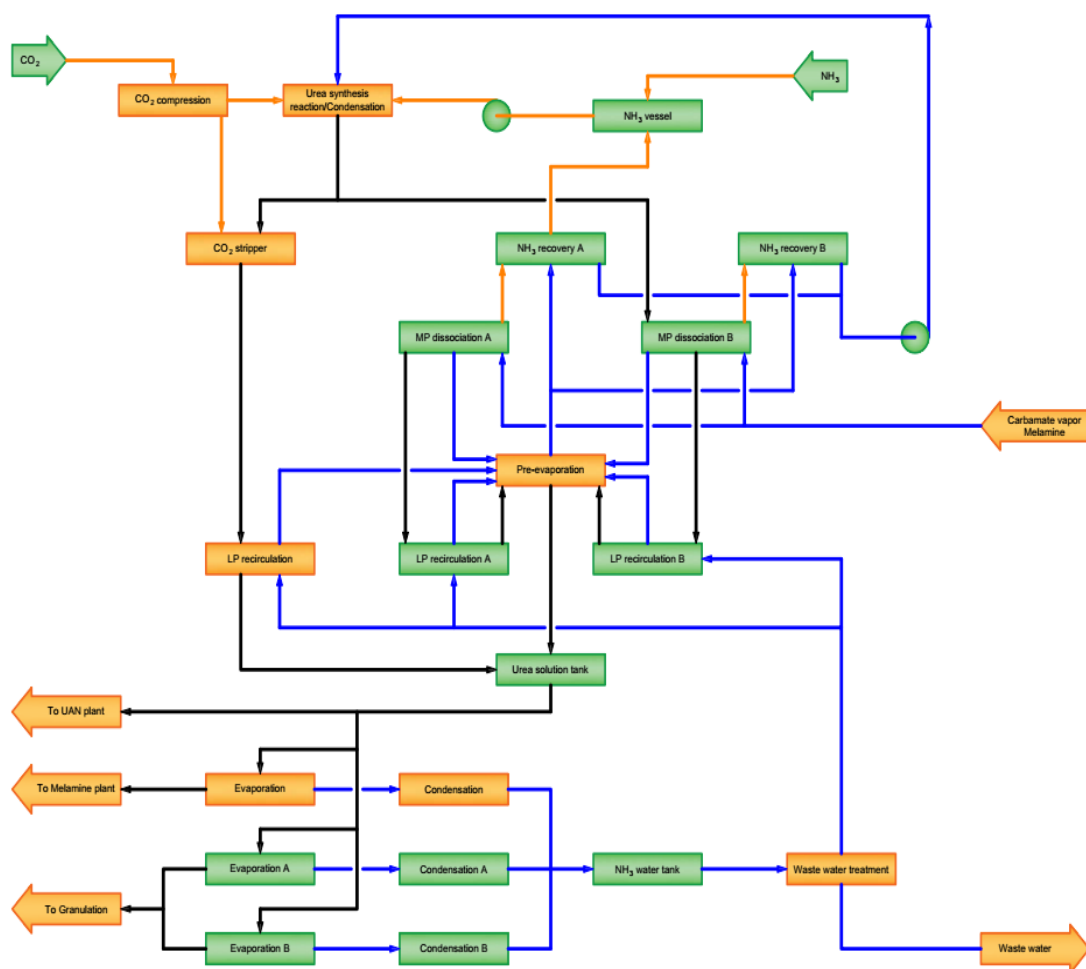 CO₂
NH₃
CO₂ compression
Urea synthesis
reaction/Condensation
NH₃ vessel
CO₂ stripper
NH₃ recovery A
NH₃ recovery B
MP dissociation A
MP dissociation B
Carbamate vapor
Melamine
Pre-evaporation
LP recirculation
LP recirculation A
LP recirculation B
Urea solution tank
To UAN plant
To Melamine plant
Evaporation
Condensation
Evaporation A
Condensation A
NH₃ water tank
Waste water treatment
To Granulation
Evaporation B
Condensation B
Waste water